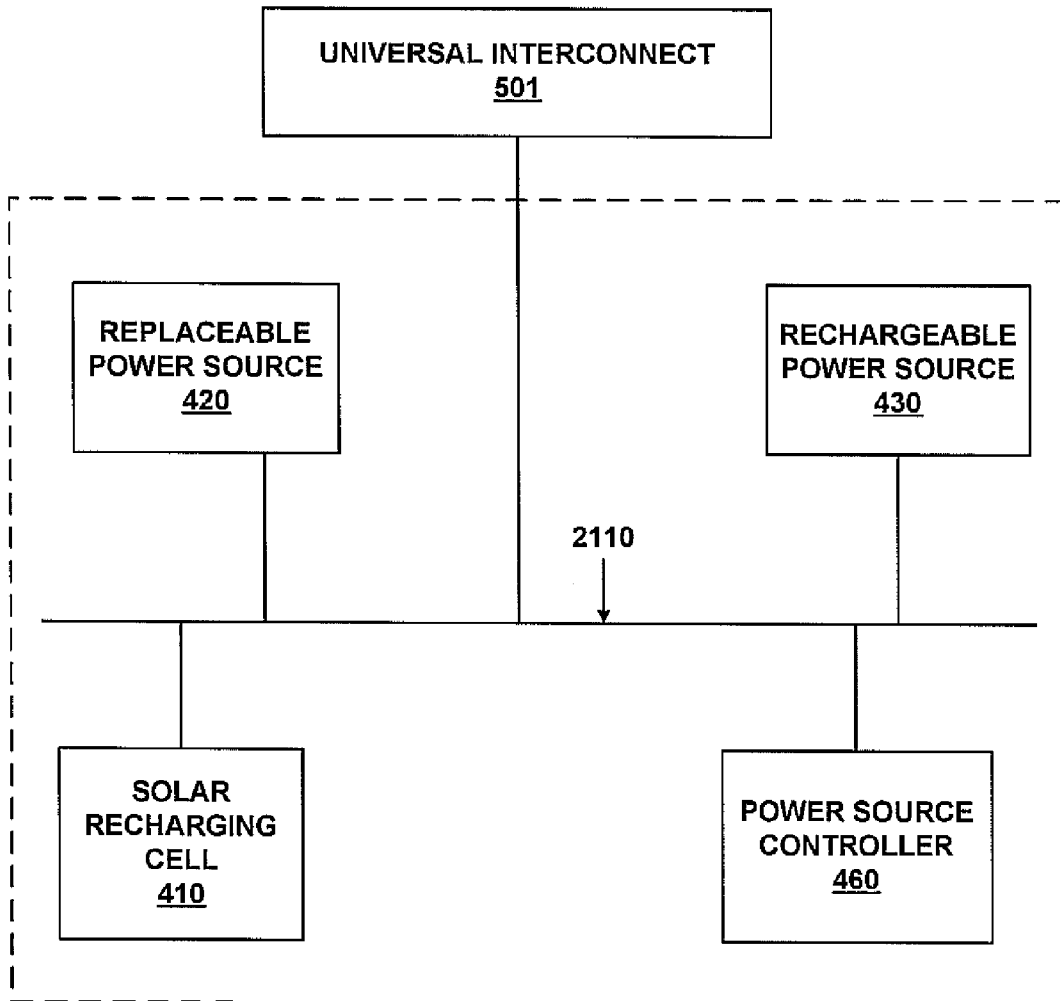 UNIVERSAL INTERCONNECT
501
REPLACEABLE
POWER SOURCE
420
RECHARGEABLE
POWER SOURCE
430
2110
SOLAR
RECHARGING
CELL
410
POWER SOURCE
CONTROLLER
460